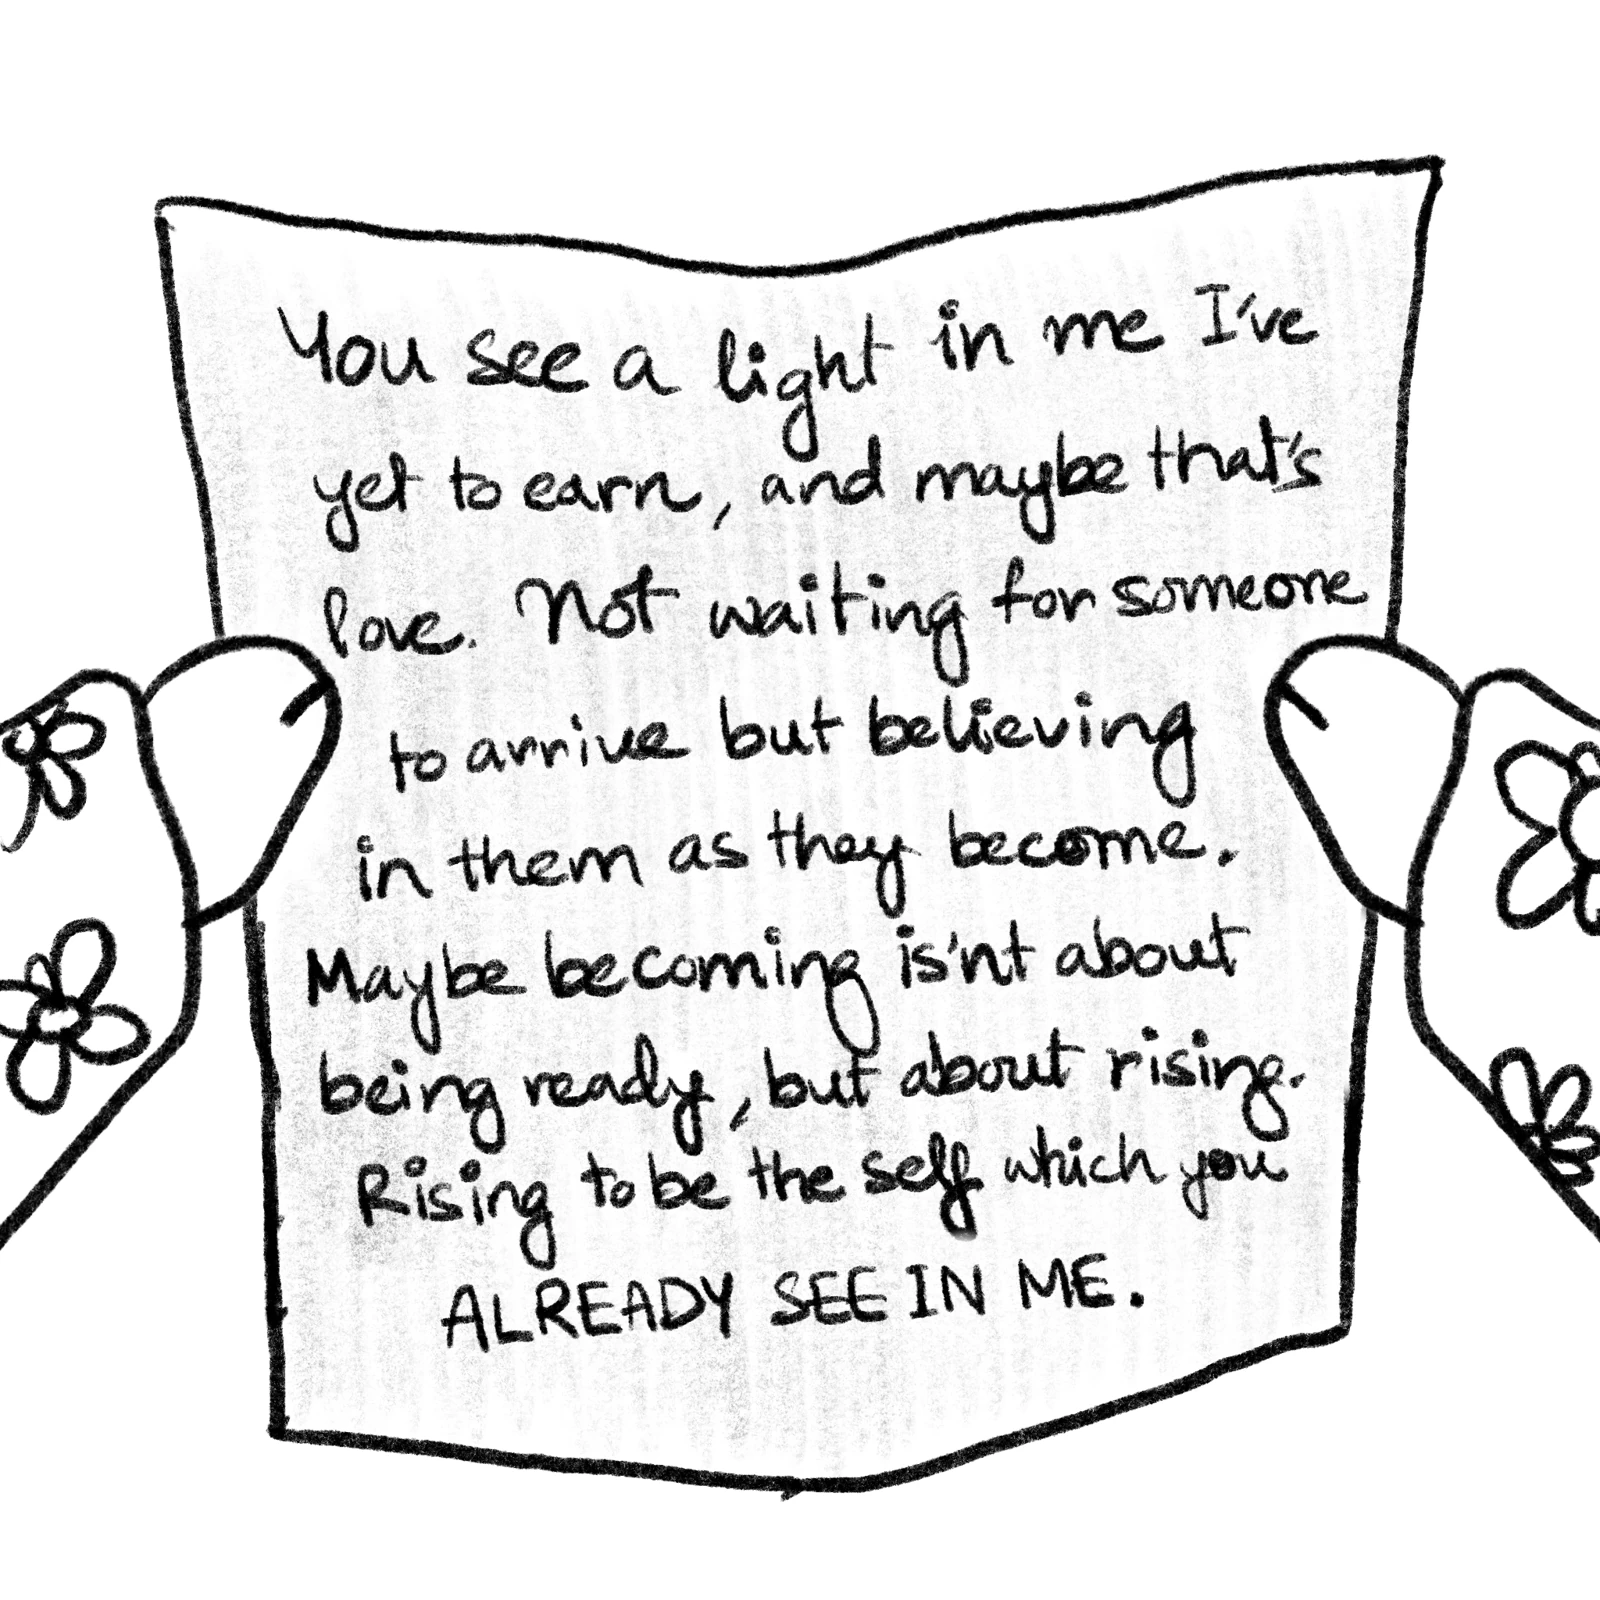 You see a light in me I've
yet to earn, and maybe that's
love. Not waiting for someone
to arrive but believing
in them as they become.
Maybe becoming is'nt about
being ready, but about rising.
Rising to be the self which you
ALREADY SEE IN ME.